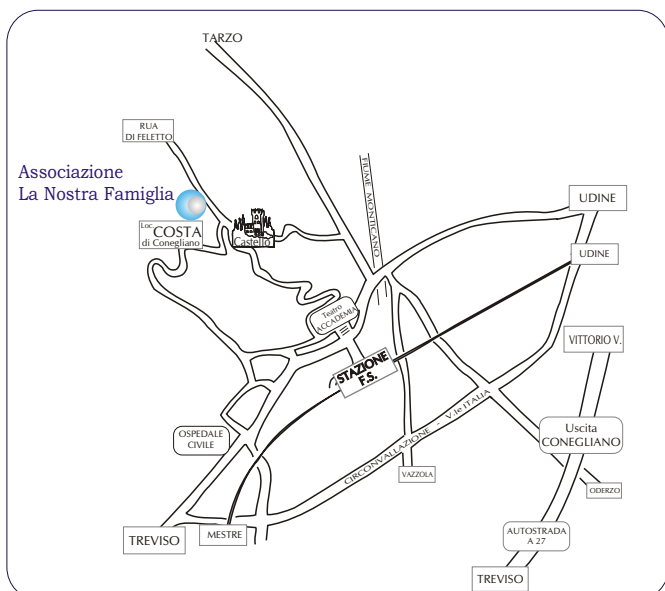 TARZO
RUA
DI FELETTO
Associazione
La Nostra Famiglia
Loc. COSTA
di Conegliano
Castello
FIUME MONTICANO
UDINE
UDINE
Teatro
ACCADEMIA
VITTORIO V.
STAZIONE
F.S.
CIRCONVALLAZIONE - V.le ITALIA
OSPEDALE
CIVILE
Uscita
CONEGLIANO
VAZZOLA
ODERZO
TREVISO
MESTRE
AUTOSTRADA
A 27
TREVISO